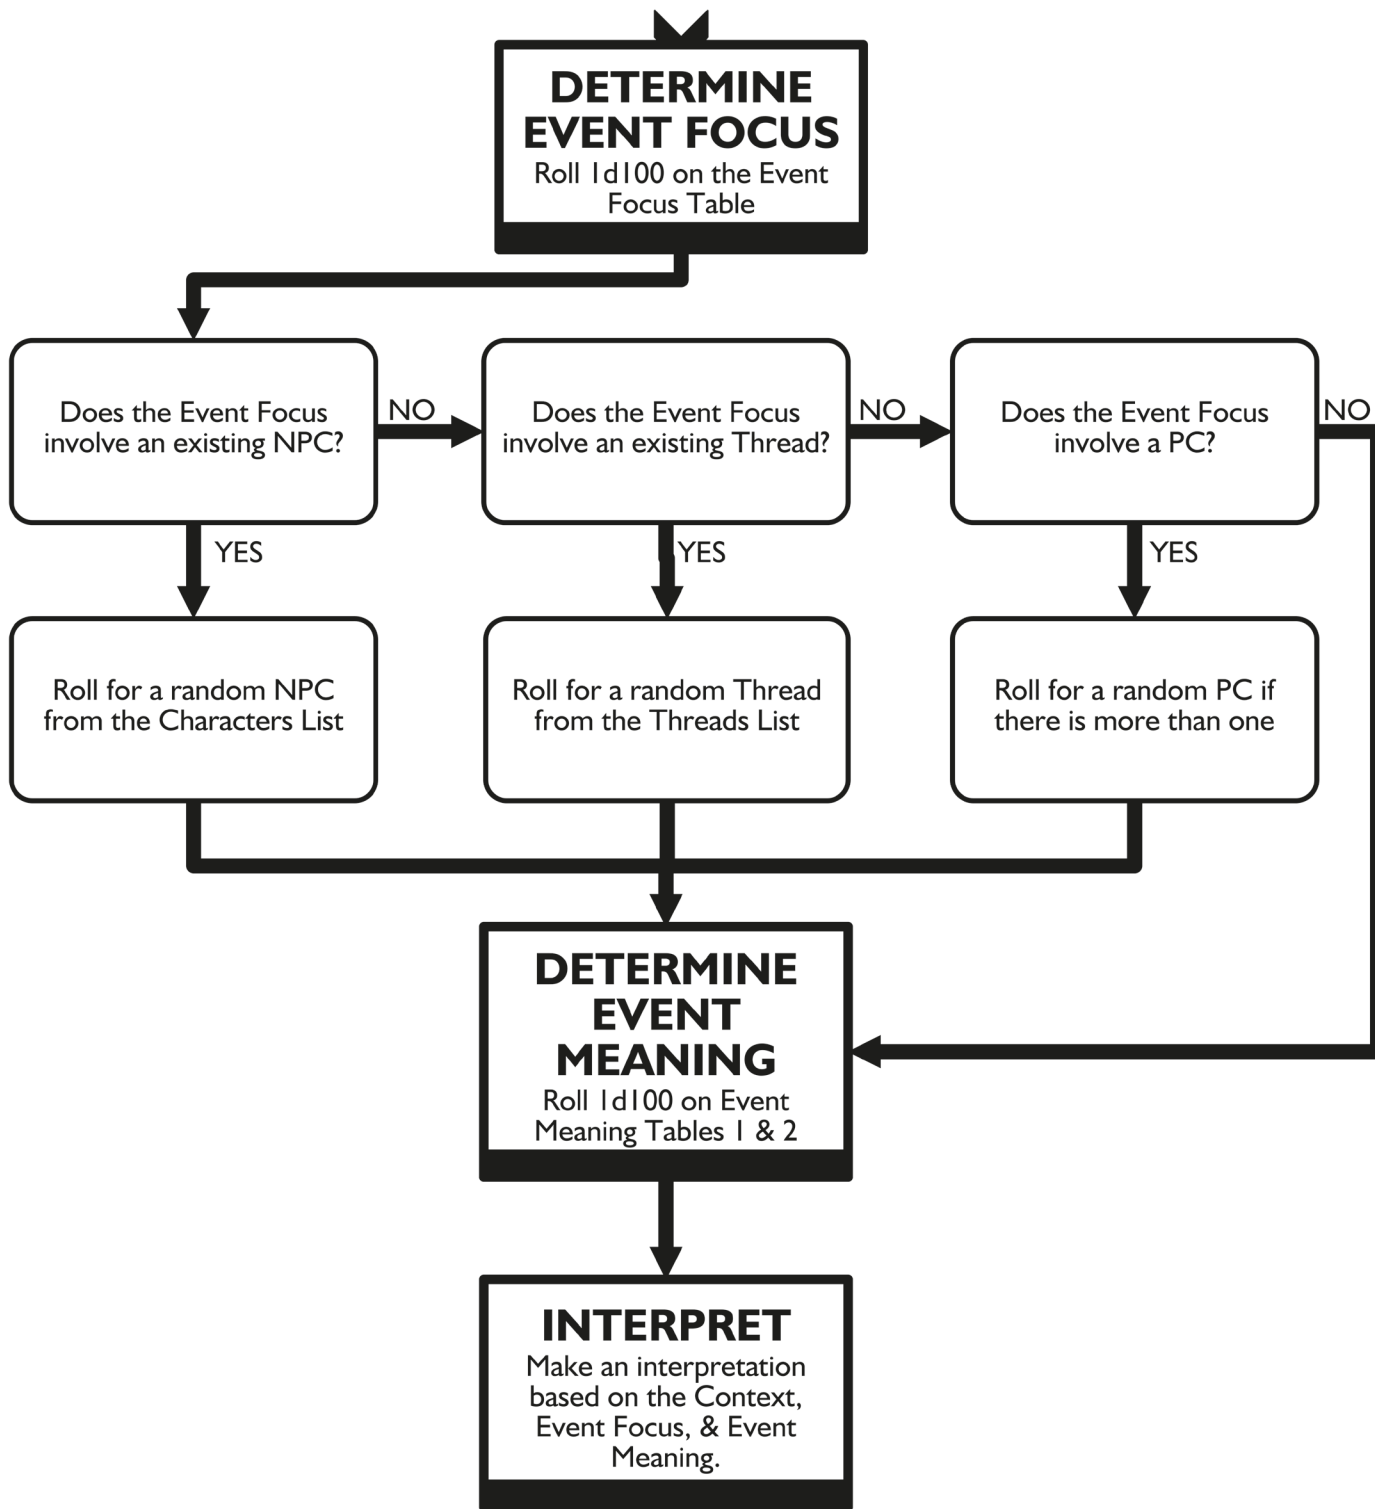 DETERMINE
EVENT FOCUS
Roll 1d100 on the Event
Focus Table
Does the Event Focus
involve an existing NPC?
NO
Does the Event Focus
involve an existing Thread?
NO
Does the Event Focus
involve a PC?
NO
YES
YES
YES
Roll for a random NPC
from the Characters List
Roll for a random Thread
from the Threads List
Roll for a random PC if
there is more than one
DETERMINE
EVENT
MEANING
Roll 1d100 on Event
Meaning Tables 1 & 2
INTERPRET
Make an interpretation
based on the Context,
Event Focus, & Event
Meaning.